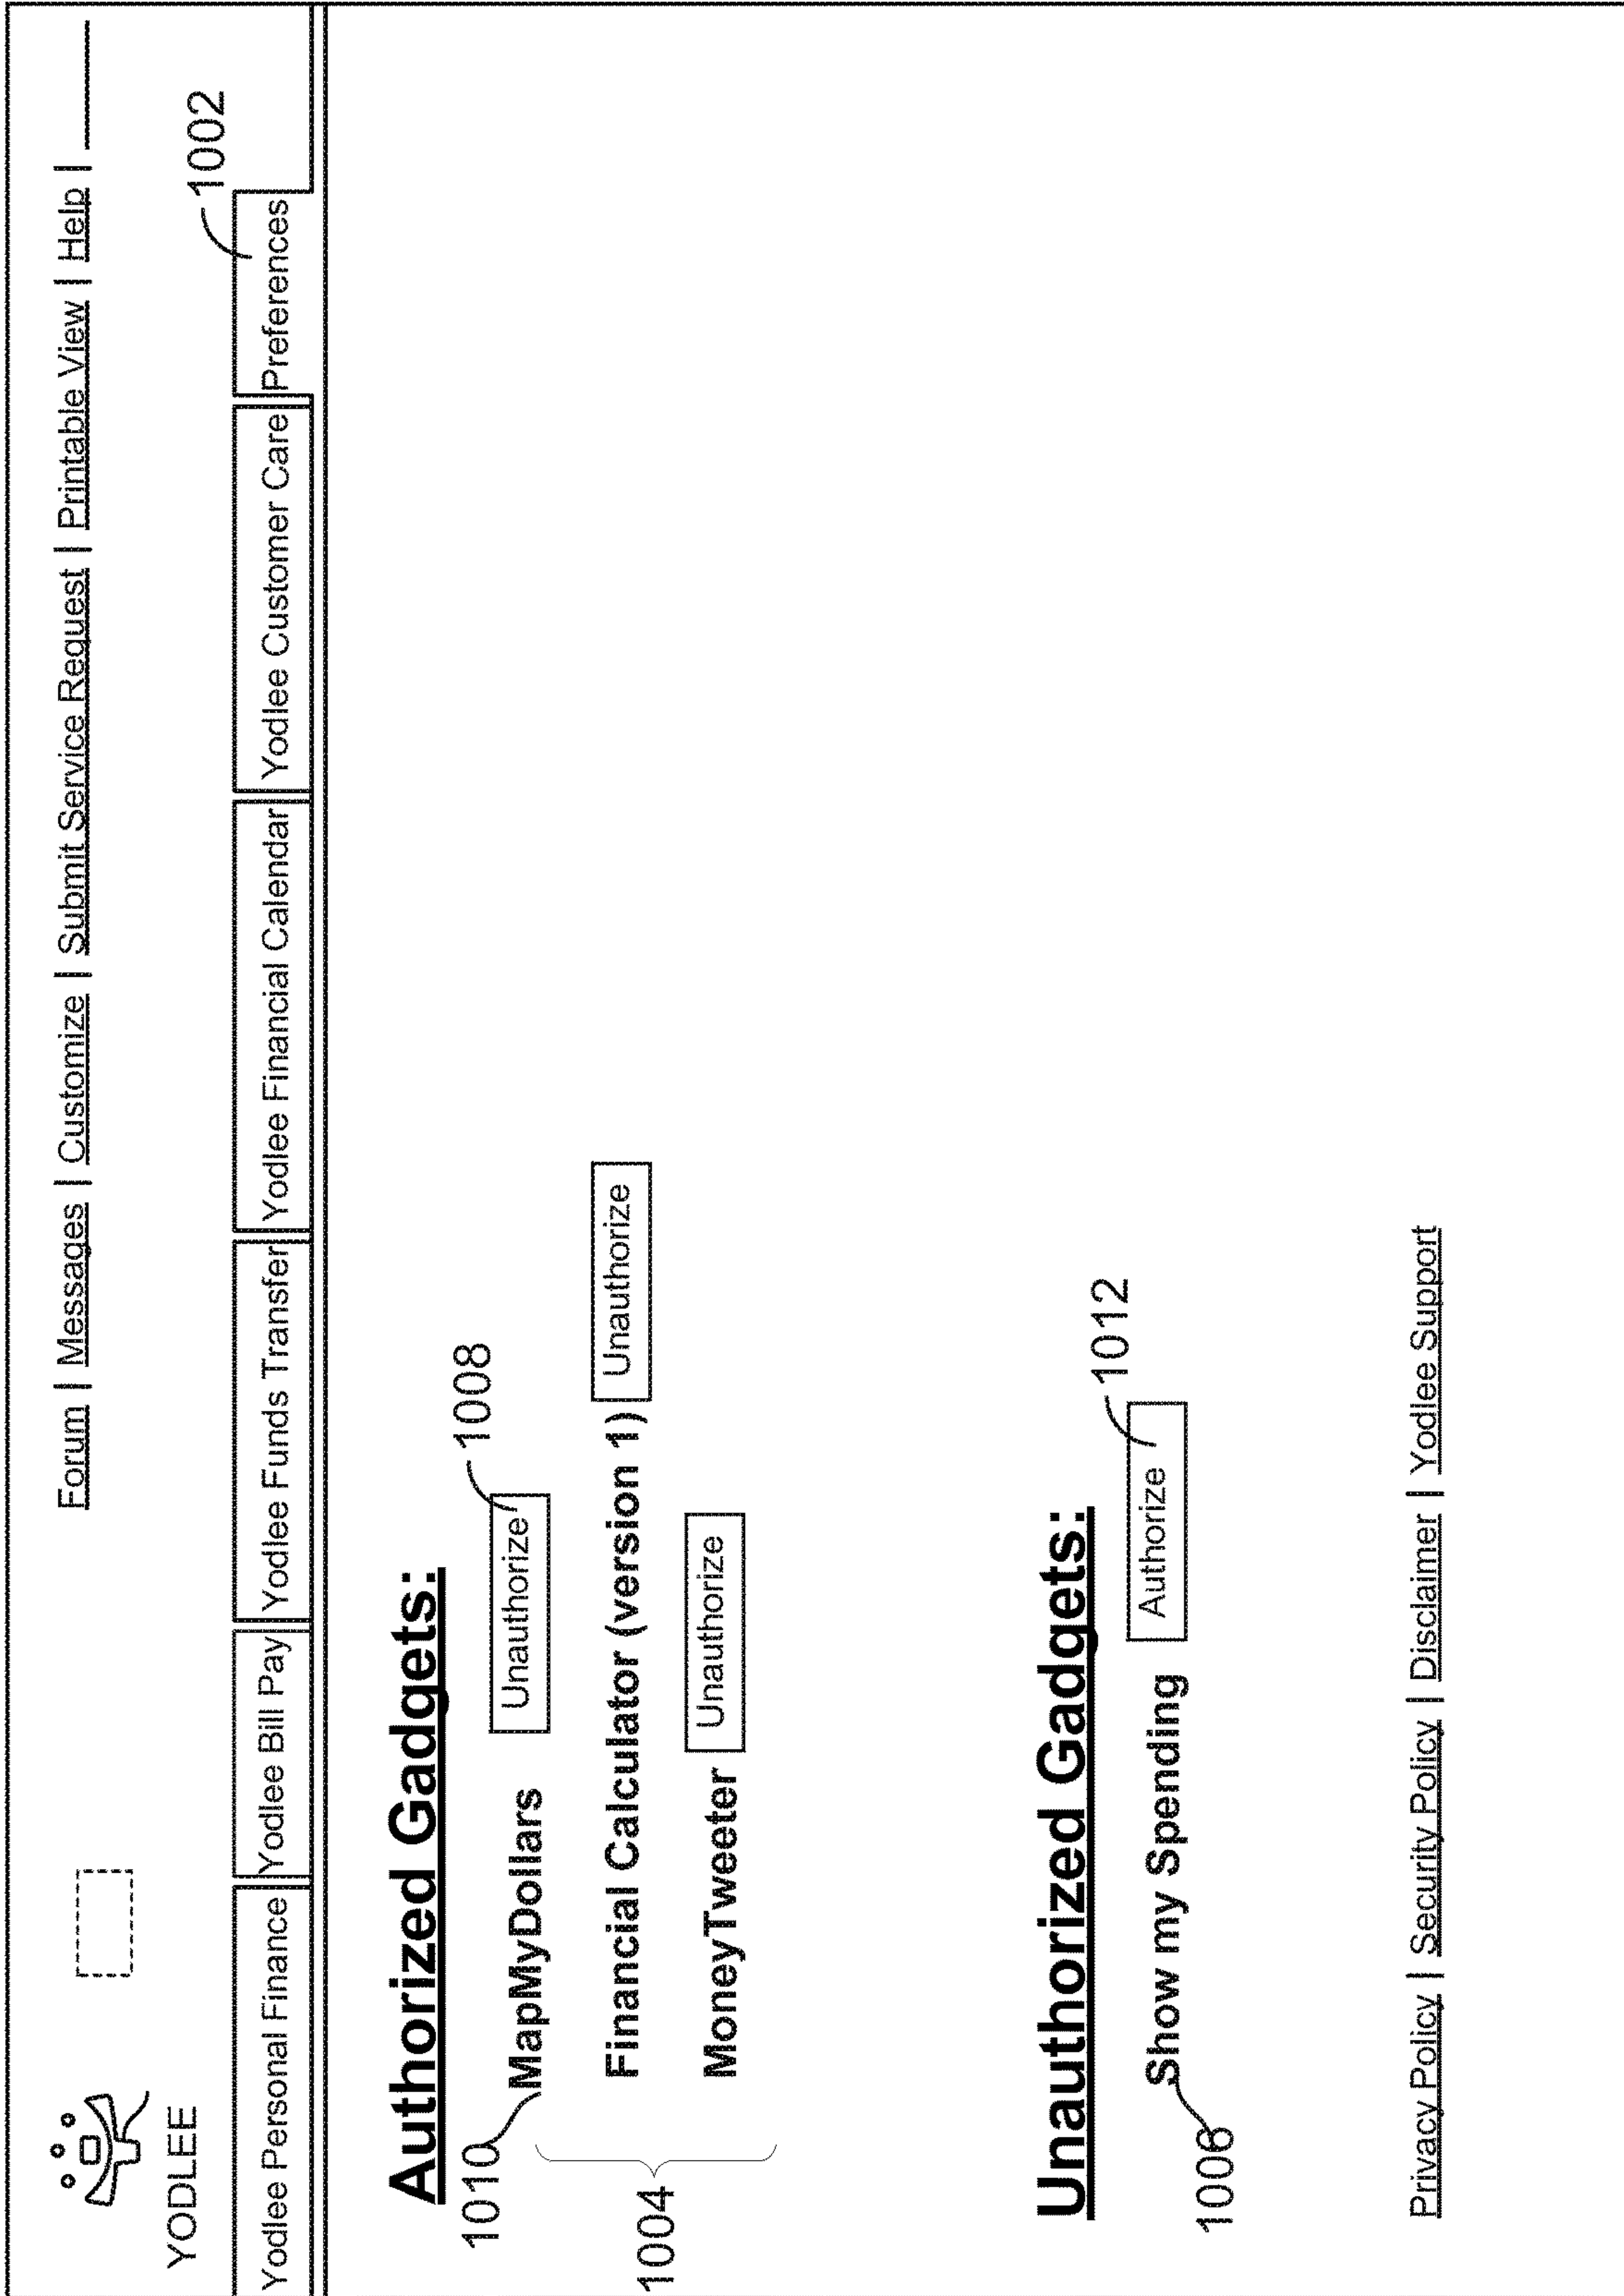 Forum | Messages | Customize | Submit Service Request | Printable View | Help |
YODLEE
1002
Yodlee Personal Finance Yodlee Bill Pay Yodlee Funds Transfer Yodlee Financial Calendar Yodlee Customer Care Preferences
Authorized Gadgets:
1010 1008
MapMyDollars Unauthorize
Financial Calculator (version 1) Unauthorize
1004
MoneyTweeter Unauthorize
Unauthorized Gadgets:
1012
Show my Spending Authorize
1006
Privacy Policy | Security Policy | Disclaimer | Yodlee Support